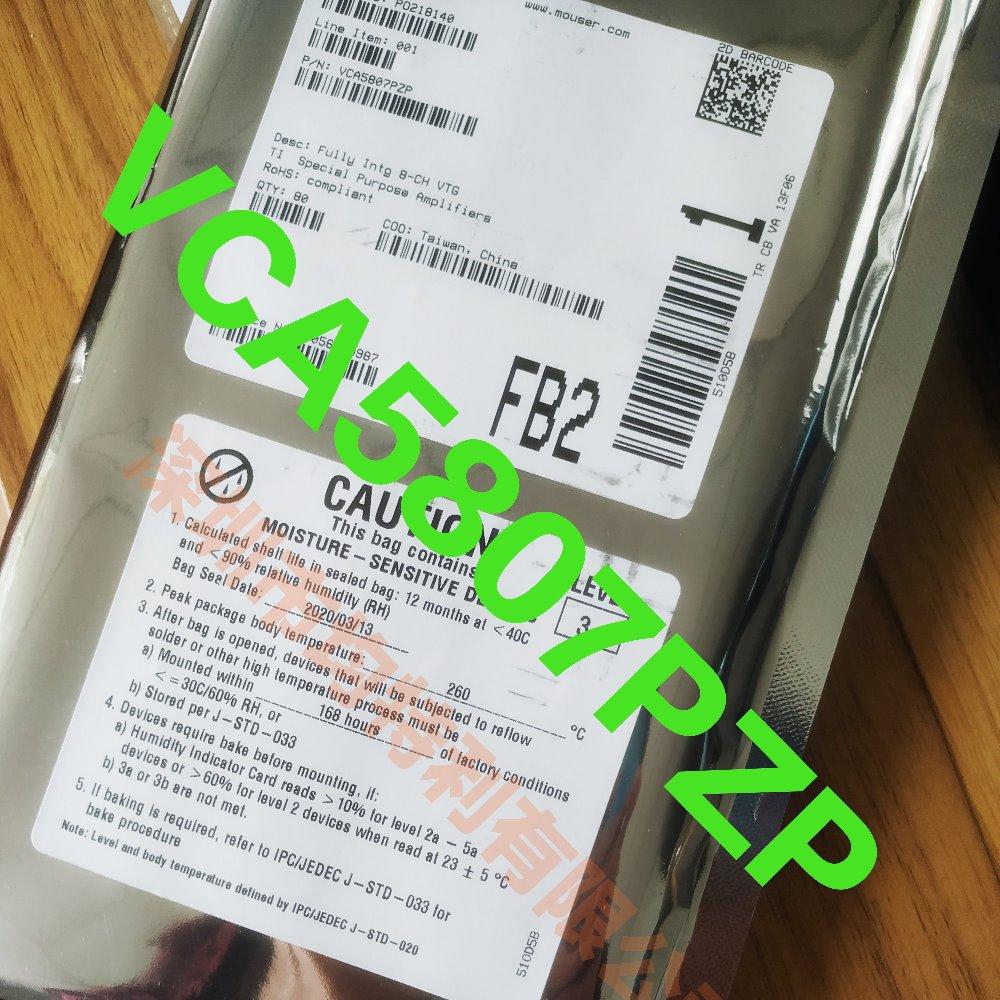 www.mouser.com
PO218140
Line Item: 001
P/N: VCA5807PZP
2D BARCODE
Desc: Fully Intg 8-CH VTG
TI Special Purpose Amplifiers
RoHS: compliant
QTY: 80
COO: Taiwan, China
1
TR CB VA 13F06
510D5B
FB2
VCA5807PZP
CAUTION
This bag contains
MOISTURE-SENSITIVE
LEVEL
3
1. Calculated shelf life in sealed bag: 12 months at <40C
and <90% relative humidity (RH)
Bag Seal Date: 2020/03/13
2. Peak package body temperature: 260 °C
3. After bag is opened, devices that will be subjected to reflow
solder or other high temperature process must be
a) Mounted within 168 hours of factory conditions
<=30C/60% RH, or
b) Stored per J-STD-033
4. Devices require bake before mounting, if:
a) Humidity Indicator Card reads >10% for level 2a - 5a
devices or >60% for level 2 devices when read at 23 ± 5 °C
b) 3a or 3b are not met.
5. If baking is required, refer to IPC/JEDEC J-STD-033 for
bake procedure
Note: Level and body temperature defined by IPC/JEDEC J-STD-020
510D5B